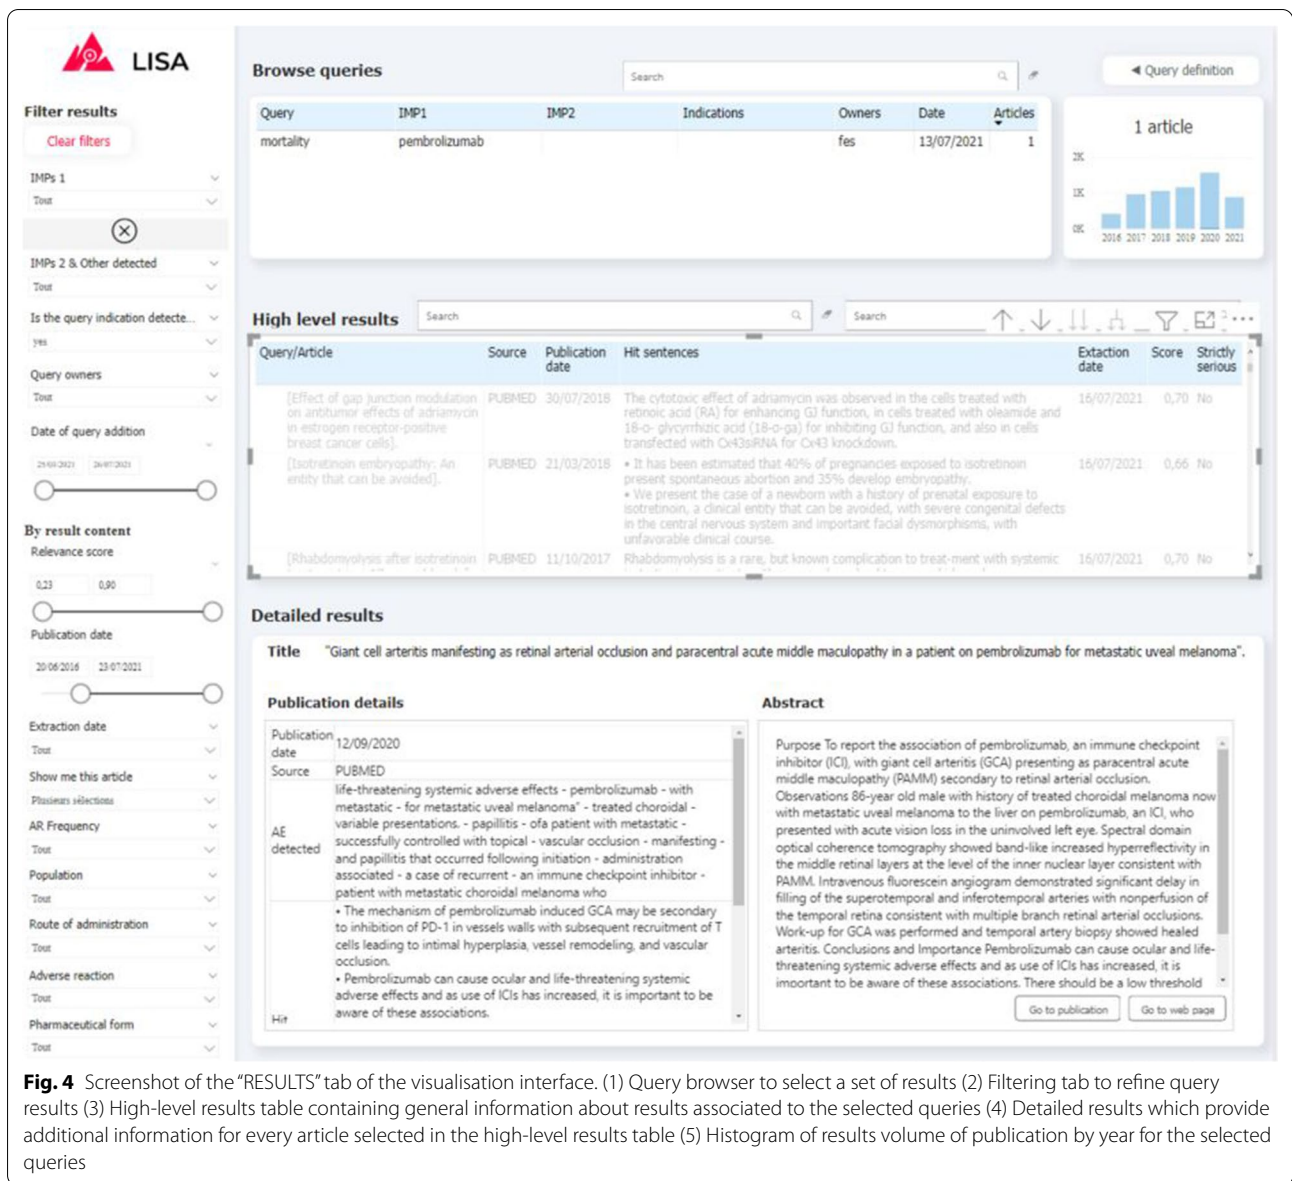 LISA
Filter results
Clear filters
IMPs 1
Tout
IMPs 2 & Other detected
Tout
Is the query indication detecte...
yes
Query owners
Tout
Date of query addition
26/07/2021
By result content
Relevance score
0,23 0,90
Publication date
20/06/2016 23/07/2021
Extraction date
Tout
Show me this article
Plusieurs sélections
AR Frequency
Tout
Population
Tout
Route of administration
Tout
Adverse reaction
Tout
Pharmaceutical form
Tout
Browse queries
Search
Query definition
Query IMP1 IMP2 Indications Owners Date Articles
mortality pembrolizumab fes 13/07/2021 1
1 article
2K
1K
0K
2016 2017 2018 2019 2020 2021
High level results
Search
Search
Query/Article Source Publication date Hit sentences Extaction date Score Strictly serious
[Effect of gap junction modulation PUBMED 30/07/2018 The cytotoxic effect of adriamycin was observed in the cells treated with 16/07/2021 0,70 No
on antitumor effects of adriamycin retinoic acid (RA) for enhancing GJ function, in cells treated with oleamide and
in estrogen receptor-positive 18-α- glycyrrhizic acid (18-α-ga) for inhibiting GJ function, and also in cells
breast cancer cells]. transfected with Cx43siRNA for Cx43 knockdown.
[Isotretinoin embryopathy: An PUBMED 21/03/2018 • It has been estimated that 40% of pregnancies exposed to isotretinoin 16/07/2021 0,66 No
entity that can be avoided]. present spontaneous abortion and 35% develop embryopathy.
• We present the case of a newborn with a history of prenatal exposure to
isotretinoin, a clinical entity that can be avoided, with severe congenital defects
in the central nervous system and important facial dysmorphisms, with
unfavorable clinical course.
[Rhabdomyolysis after isotretinoin PUBMED 11/10/2017 Rhabdomyolysis is a rare, but known complication to treat-ment with systemic 16/07/2021 0,70 No
Detailed results
Title "Giant cell arteritis manifesting as retinal arterial occlusion and paracentral acute middle maculopathy in a patient on pembrolizumab for metastatic uveal melanoma".
Publication details
Publication date 12/09/2020
Source PUBMED
AE detected
life-threatening systemic adverse effects - pembrolizumab - with
metastatic - for metastatic uveal melanoma" - treated choroidal -
variable presentations. - papillitis - ofa patient with metastatic -
successfully controlled with topical - vascular occlusion - manifesting -
and papillitis that occurred following initiation - administration
associated - a case of recurrent - an immune checkpoint inhibitor -
patient with metastatic choroidal melanoma who
Hit
• The mechanism of pembrolizumab induced GCA may be secondary
to inhibition of PD-1 in vessels walls with subsequent recruitment of T
cells leading to intimal hyperplasia, vessel remodeling, and vascular
occlusion.
• Pembrolizumab can cause ocular and life-threatening systemic
adverse effects and as use of ICIs has increased, it is important to be
aware of these associations.
Abstract
Purpose To report the association of pembrolizumab, an immune checkpoint
inhibitor (ICI), with giant cell arteritis (GCA) presenting as paracentral acute
middle maculopathy (PAMM) secondary to retinal arterial occlusion.
Observations 86-year old male with history of treated choroidal melanoma now
with metastatic uveal melanoma to the liver on pembrolizumab, an ICI, who
presented with acute vision loss in the uninvolved left eye. Spectral domain
optical coherence tomography showed band-like increased hyperreflectivity in
the middle retinal layers at the level of the inner nuclear layer consistent with
PAMM. Intravenous fluorescein angiogram demonstrated significant delay in
filling of the superotemporal and inferotemporal arteries with nonperfusion of
the temporal retina consistent with multiple branch retinal arterial occlusions.
Work-up for GCA was performed and temporal artery biopsy showed healed
arteritis. Conclusions and Importance Pembrolizumab can cause ocular and life-
threatening systemic adverse effects and as use of ICIs has increased, it is
important to be aware of these associations. There should be a low threshold
Go to publication Go to web page
Fig. 4 Screenshot of the “RESULTS” tab of the visualisation interface. (1) Query browser to select a set of results (2) Filtering tab to refine query
results (3) High-level results table containing general information about results associated to the selected queries (4) Detailed results which provide
additional information for every article selected in the high-level results table (5) Histogram of results volume of publication by year for the selected
queries